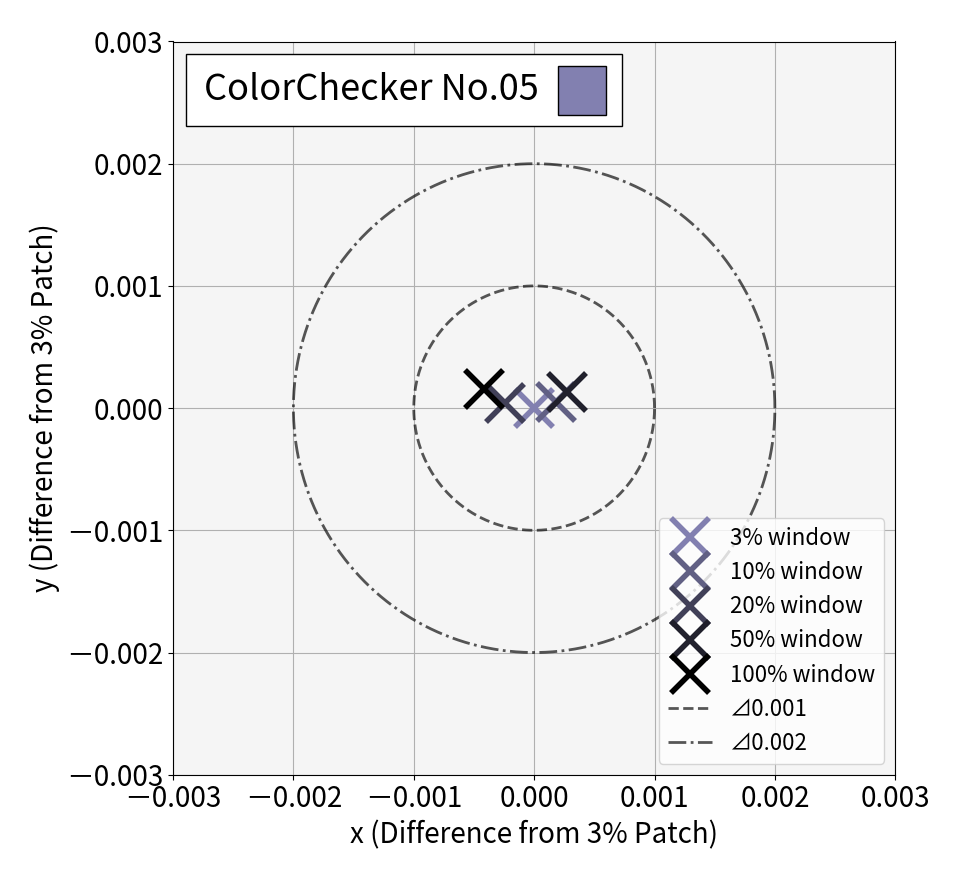 ColorChecker No.05
0.003
0.002
0.001
0.000
−0.001
−0.002
−0.003
y (Difference from 3% Patch)
3% window
10% window
20% window
50% window
100% window
⊿0.001
⊿0.002
−0.003 −0.002 −0.001 0.000 0.001 0.002 0.003
x (Difference from 3% Patch)